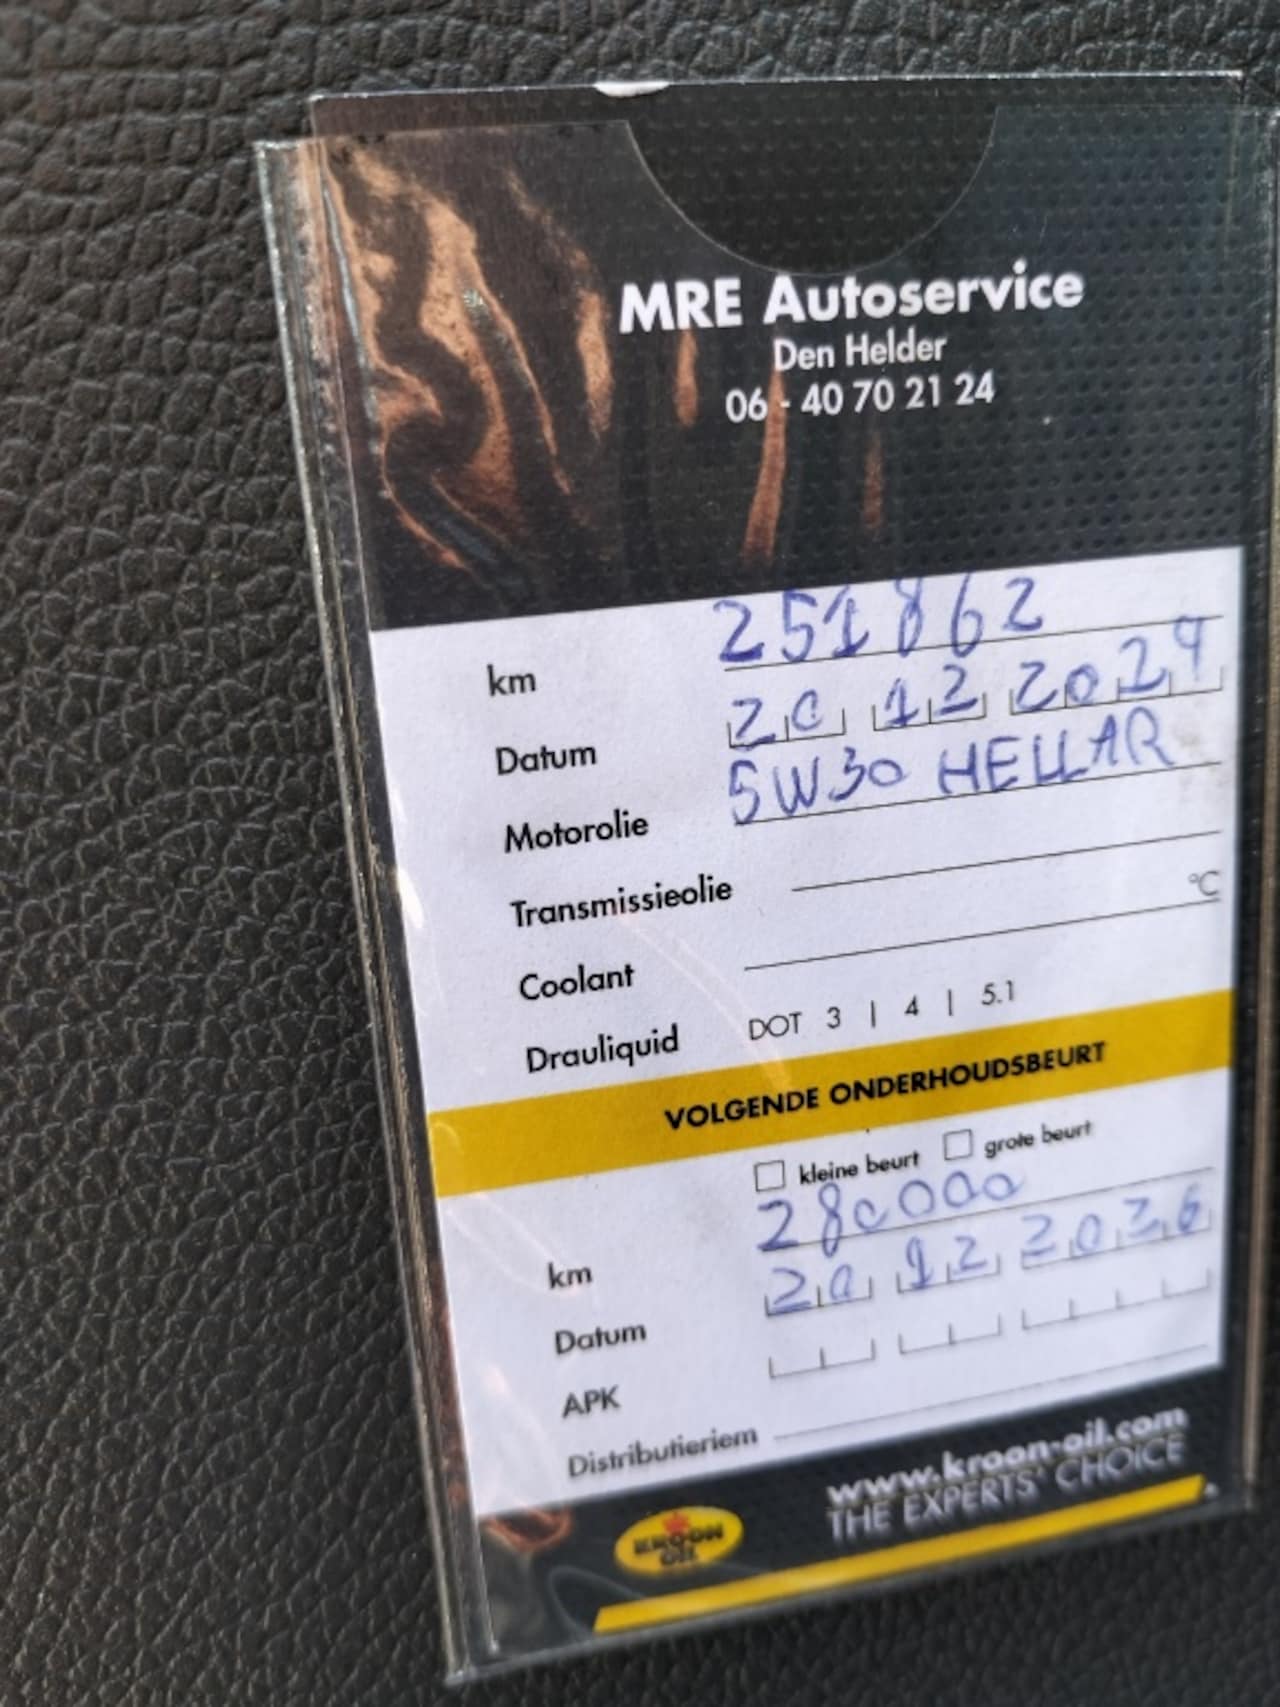 MRE Autoservice
Den Helder
06 - 40 70 21 24
km 251862
Datum 20 12 2024
Motorolie 5W30 HELLAR
Transmissieolie
Coolant °C
Drauliquid DOT 3 | 4 | 5.1
VOLGENDE ONDERHOUDSBEURT
kleine beurt grote beurt
km 280000
Datum 20 12 2026
APK
Distributieriem
www.kroon-oil.com
THE EXPERTS' CHOICE
KROON
OIL